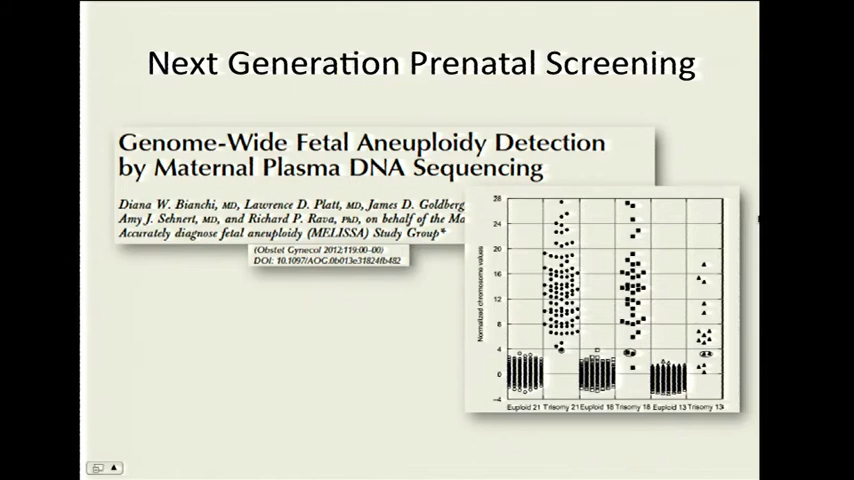 Next Generation Prenatal Screening
Genome-Wide Fetal Aneuploidy Detection
by Maternal Plasma DNA Sequencing
Diana W. Bianchi, MD, Lawrence D. Platt, MD, James D. Goldberg,
Amy J. Sehnert, MD, and Richard P. Rava, PhD, on behalf of the Ma
Accurately diagnose fetal aneuploidy (MELISSA) Study Group*
(Obstet Gynecol 2012;119:00–00)
DOI: 10.1097/AOG.0b013e31824fb482
Normalized chromosome values
28
24
20
16
12
8
4
0
−4
Euploid 21 Trisomy 21 Euploid 18 Trisomy 18 Euploid 13 Trisomy 13